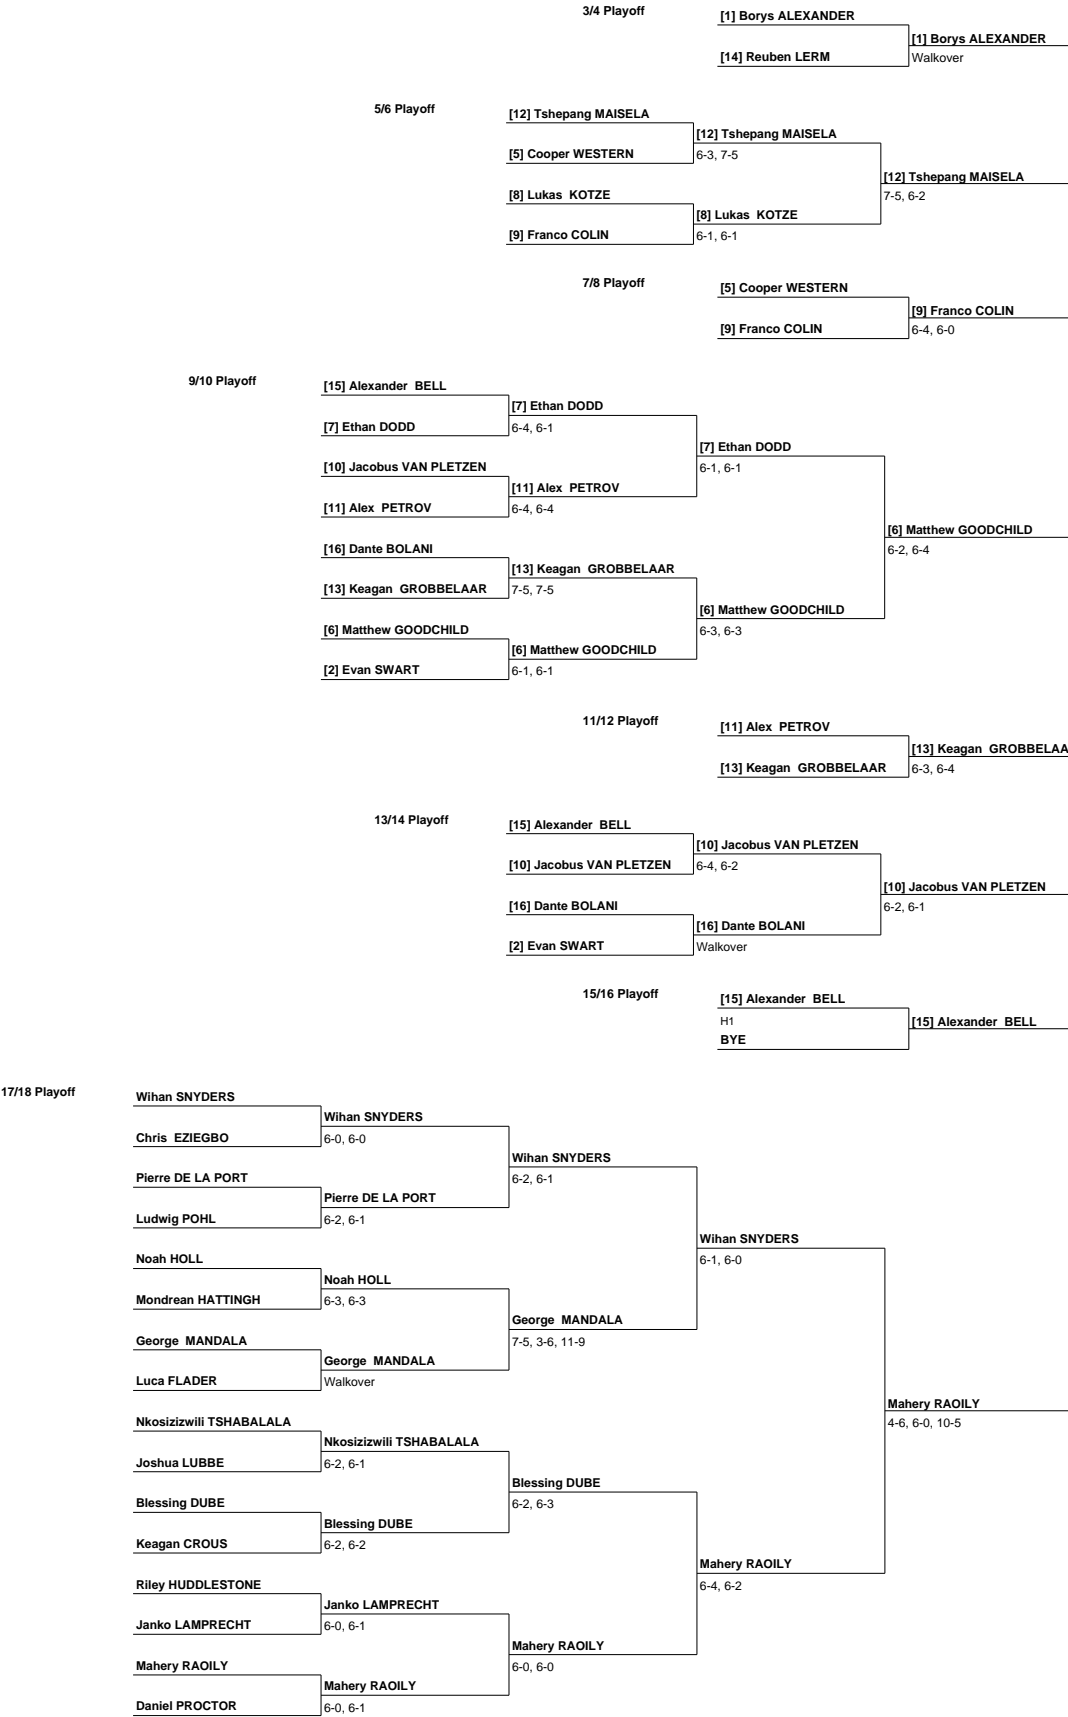 3/4 Playoff
[1] Borys ALEXANDER
[1] Borys ALEXANDER
[14] Reuben LERM
Walkover
5/6 Playoff
[12] Tshepang MAISELA
[12] Tshepang MAISELA
[5] Cooper WESTERN
6-3, 7-5
[12] Tshepang MAISELA
[8] Lukas KOTZE
7-5, 6-2
[8] Lukas KOTZE
[9] Franco COLIN
6-1, 6-1
7/8 Playoff
[5] Cooper WESTERN
[9] Franco COLIN
[9] Franco COLIN
6-4, 6-0
9/10 Playoff
[15] Alexander BELL
[7] Ethan DODD
[7] Ethan DODD
6-4, 6-1
[7] Ethan DODD
[10] Jacobus VAN PLETZEN
6-1, 6-1
[11] Alex PETROV
[11] Alex PETROV
6-4, 6-4
[6] Matthew GOODCHILD
[16] Dante BOLANI
6-2, 6-4
[13] Keagan GROBBELAAR
[13] Keagan GROBBELAAR
7-5, 7-5
[6] Matthew GOODCHILD
[6] Matthew GOODCHILD
6-3, 6-3
[6] Matthew GOODCHILD
[2] Evan SWART
6-1, 6-1
11/12 Playoff
[11] Alex PETROV
[13] Keagan GROBBELAA
[13] Keagan GROBBELAAR
6-3, 6-4
13/14 Playoff
[15] Alexander BELL
[10] Jacobus VAN PLETZEN
[10] Jacobus VAN PLETZEN
6-4, 6-2
[10] Jacobus VAN PLETZEN
[16] Dante BOLANI
6-2, 6-1
[16] Dante BOLANI
[2] Evan SWART
Walkover
15/16 Playoff
[15] Alexander BELL
H1
[15] Alexander BELL
BYE
17/18 Playoff
Wihan SNYDERS
Wihan SNYDERS
Chris EZIEGBO
6-0, 6-0
Wihan SNYDERS
Pierre DE LA PORT
6-2, 6-1
Pierre DE LA PORT
Ludwig POHL
6-2, 6-1
Wihan SNYDERS
Noah HOLL
6-1, 6-0
Noah HOLL
Mondrean HATTINGH
6-3, 6-3
George MANDALA
George MANDALA
7-5, 3-6, 11-9
George MANDALA
Luca FLADER
Walkover
Mahery RAOILY
Nkosizizwili TSHABALALA
4-6, 6-0, 10-5
Nkosizizwili TSHABALALA
Joshua LUBBE
6-2, 6-1
Blessing DUBE
Blessing DUBE
6-2, 6-3
Blessing DUBE
Keagan CROUS
6-2, 6-2
Mahery RAOILY
Riley HUDDLESTONE
6-4, 6-2
Janko LAMPRECHT
Janko LAMPRECHT
6-0, 6-1
Mahery RAOILY
Mahery RAOILY
6-0, 6-0
Mahery RAOILY
Daniel PROCTOR
6-0, 6-1